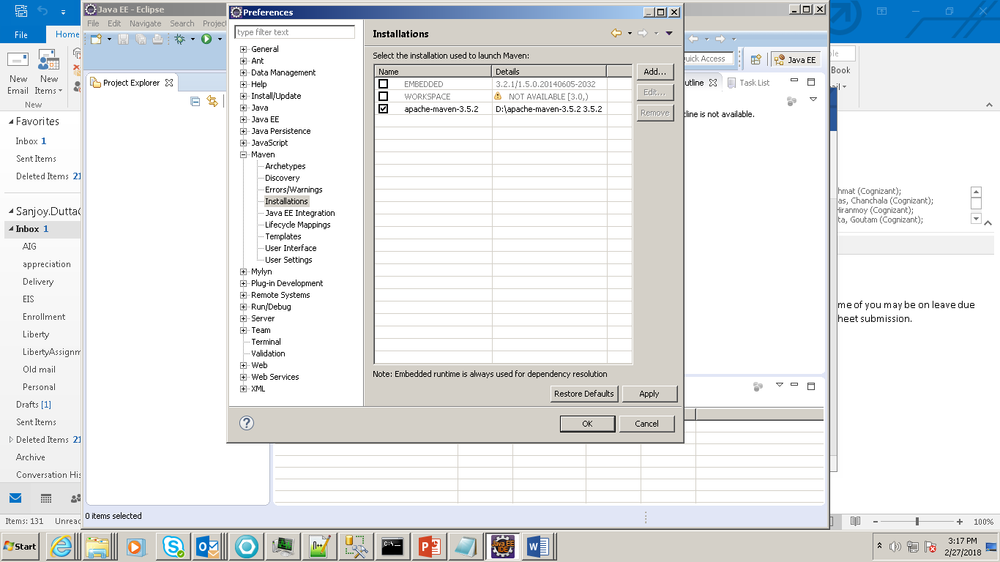 Java EE - Eclipse
File Edit Navigate Search Project
File
Home
New Email
New Items
New
Favorites
Inbox 1
Sent Items
Deleted Items 21
Sanjoy.Dutta
Inbox 1
AIG
appreciation
Delivery
EIS
Enrollment
Liberty
LibertyAssignm
Old mail
Personal
Drafts [1]
Sent Items
Deleted Items 21
Archive
Conversation His
Items: 131 Unread
Project Explorer
0 items selected
Preferences
type filter text
General
Ant
Data Management
Help
Install/Update
Java
Java EE
Java Persistence
JavaScript
Maven
Archetypes
Discovery
Errors/Warnings
Installations
Java EE Integration
Lifecycle Mappings
Templates
User Interface
User Settings
Mylyn
Plug-in Development
Remote Systems
Run/Debug
Server
Team
Terminal
Validation
Web
Web Services
XML
Installations
Select the installation used to launch Maven:
Name Details
EMBEDDED 3.2.1/1.5.0.20140605-2032
WORKSPACE NOT AVAILABLE [3.0,)
apache-maven-3.5.2 D:\apache-maven-3.5.2 3.5.2
Add...
Edit...
Remove
Note: Embedded runtime is always used for dependency resolution
Restore Defaults Apply
OK Cancel
Quick Access
Java EE
utline Task List
line is not available.
Book
hmat (Cognizant);
as, Chanchala (Cognizant);
Hiranmoy (Cognizant);
ta, Goutam (Cognizant);
me of you may be on leave due
heet submission.
100%
Start
Java EE IDE
3:17 PM
2/27/2018